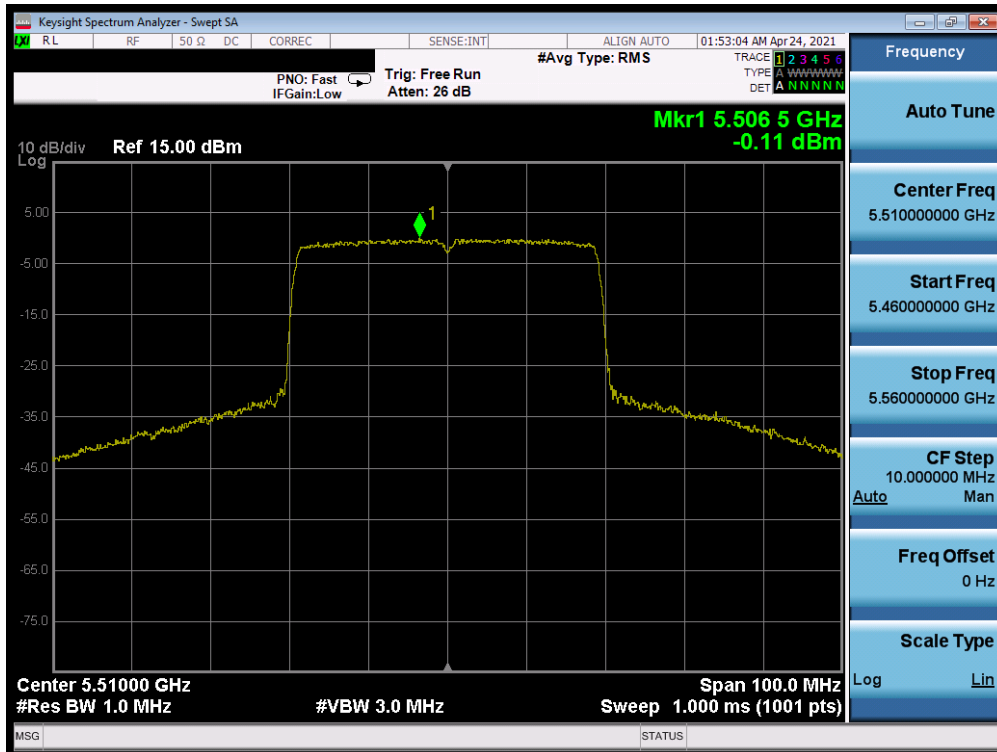 Keysight Spectrum Analyzer - Swept SA
LXI RL RF 50 Ω DC CORREC SENSE:INT ALIGN AUTO 01:53:04 AM Apr 24, 2021
#Avg Type: RMS TRACE 1 2 3 4 5 6
PNO: Fast Trig: Free Run TYPE A WWWWW
IFGain:Low Atten: 26 dB DET A N N N N N
Mkr1 5.506 5 GHz
-0.11 dBm
10 dB/div Ref 15.00 dBm
Log
1
5.00
-5.00
-15.0
-25.0
-35.0
-45.0
-55.0
-65.0
-75.0
Center 5.51000 GHz Span 100.0 MHz
#Res BW 1.0 MHz #VBW 3.0 MHz Sweep 1.000 ms (1001 pts)
MSG STATUS
Frequency
Auto Tune
Center Freq
5.510000000 GHz
Start Freq
5.460000000 GHz
Stop Freq
5.560000000 GHz
CF Step
10.000000 MHz
Auto Man
Freq Offset
0 Hz
Scale Type
Log Lin